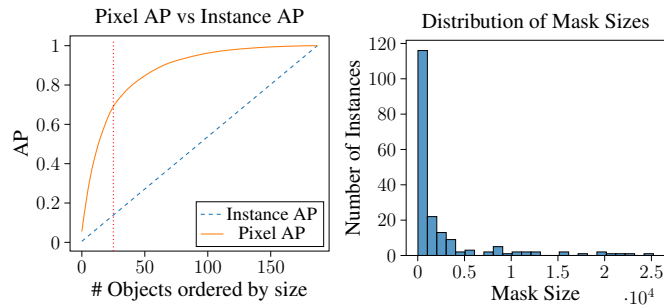 Pixel AP vs Instance AP
1
0.8
0.6
0.4
0.2
0
AP
0 50 100 150
# Objects ordered by size
Instance AP
Pixel AP
Distribution of Mask Sizes
120
100
80
60
40
20
0
Number of Instances
0 0.5 1 1.5 2 2.5
Mask Size
·10⁴